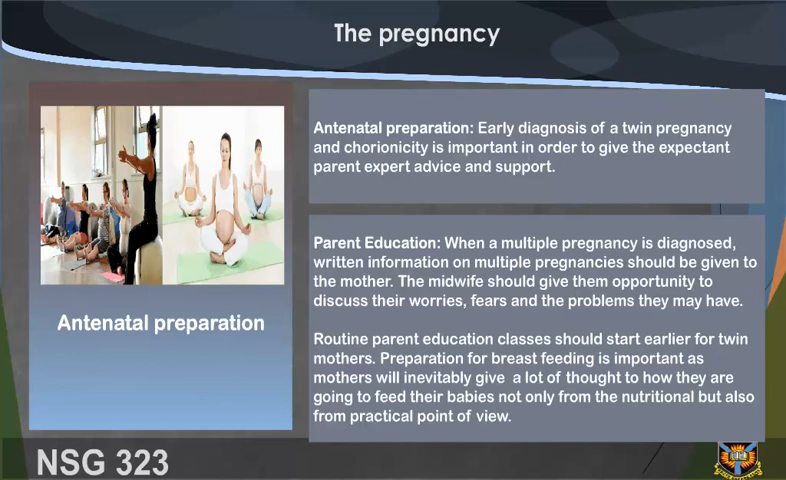 The pregnancy
Antenatal preparation: Early diagnosis of a twin pregnancy
and chorionicity is important in order to give the expectant
parent expert advice and support.
Parent Education: When a multiple pregnancy is diagnosed,
written information on multiple pregnancies should be given to
the mother. The midwife should give them opportunity to
discuss their worries, fears and the problems they may have.
Routine parent education classes should start earlier for twin
mothers. Preparation for breast feeding is important as
mothers will inevitably give a lot of thought to how they are
going to feed their babies not only from the nutritional but also
from practical point of view.
Antenatal preparation
NSG 323